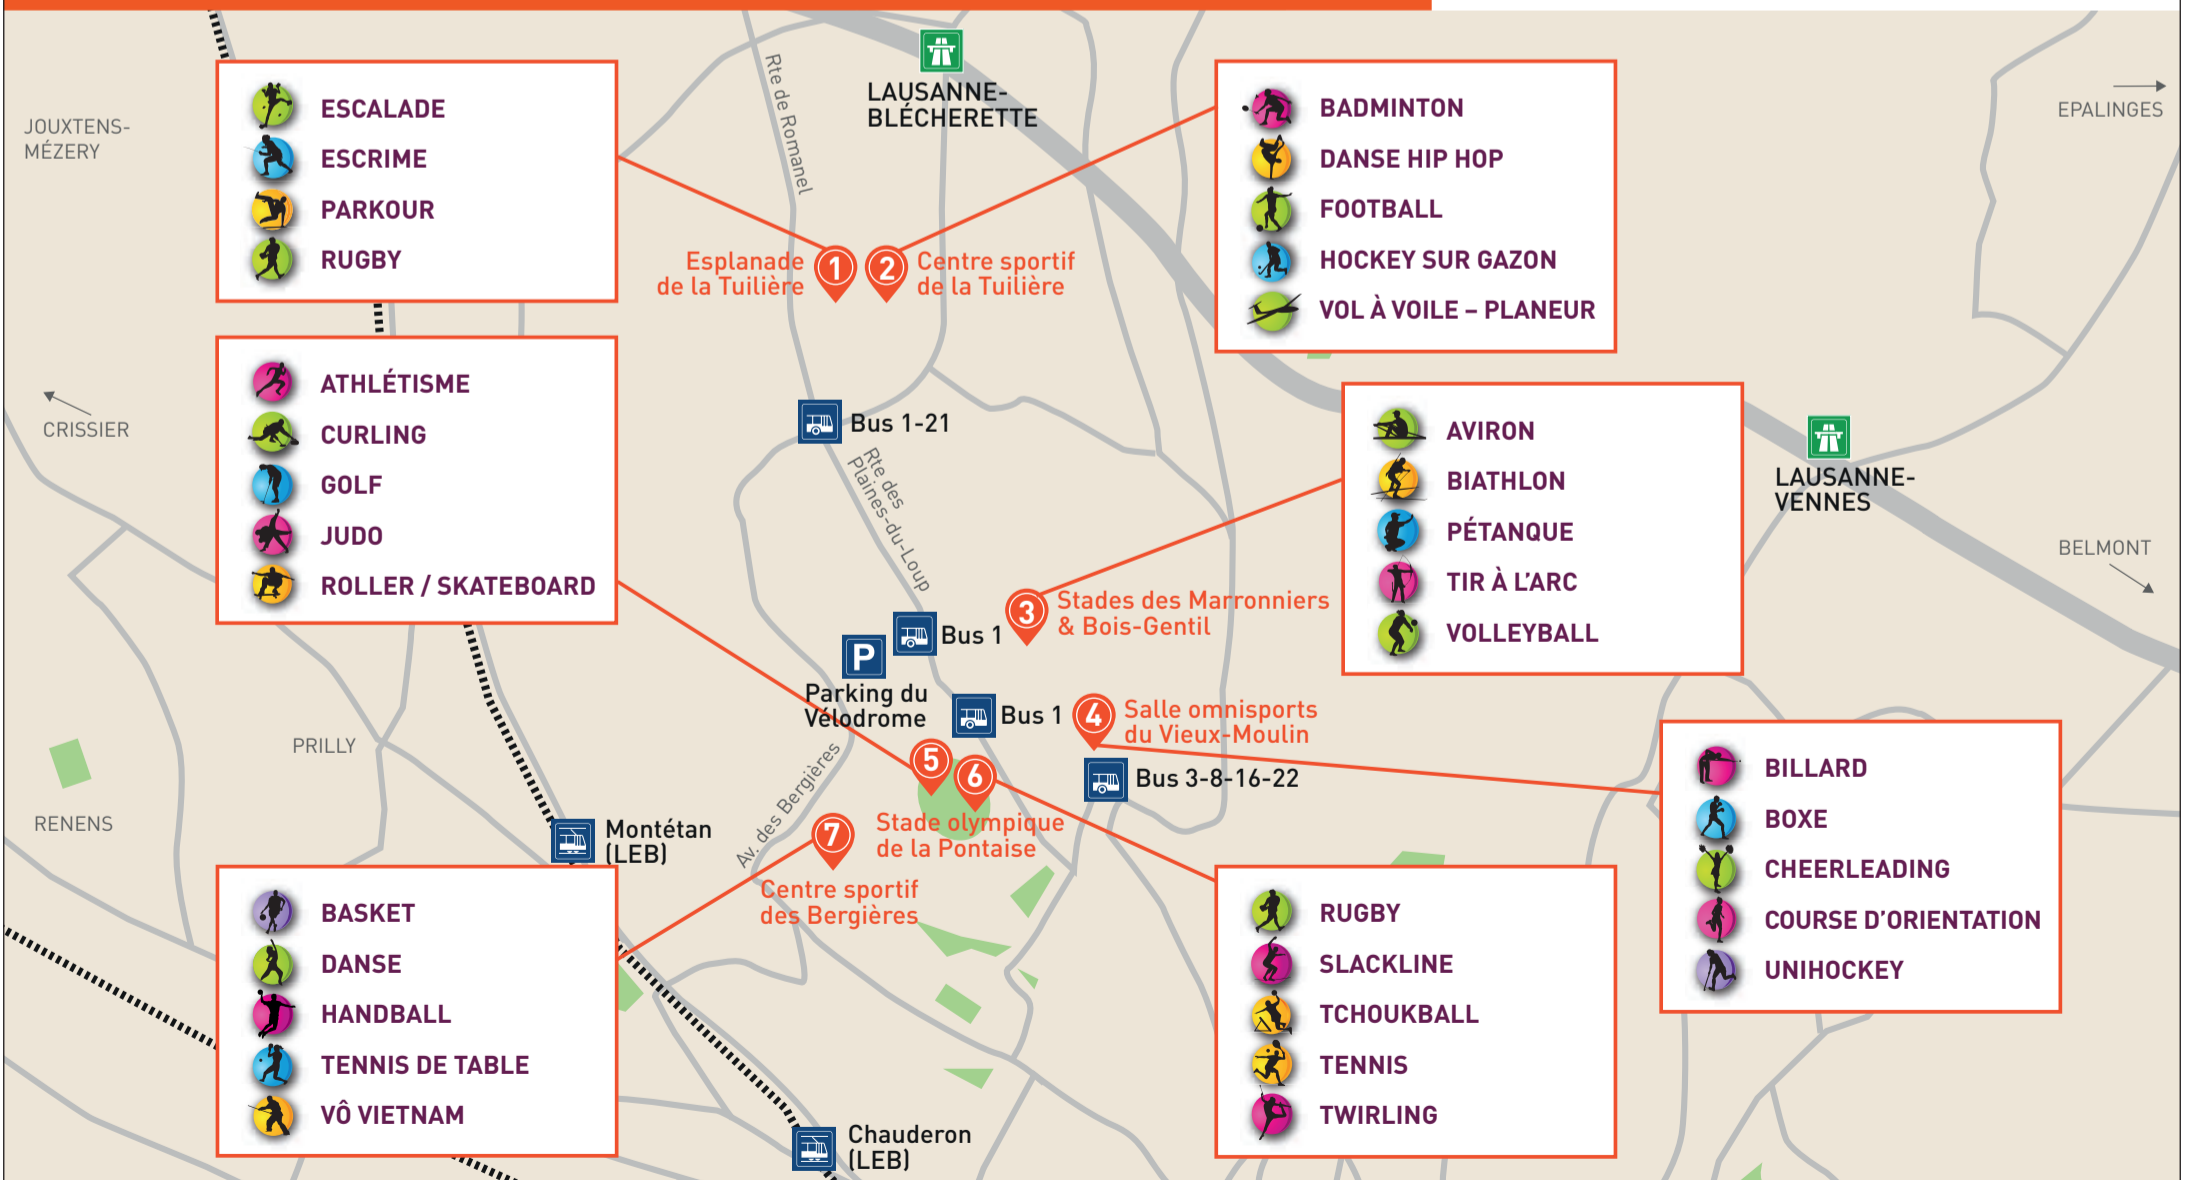 JOUXTENS-
MÉZERY
CRISSIER
PRILLY
RENENS
EPALINGES
BELMONT
LAUSANNE-
BLÉCHERETTE
LAUSANNE-
VENNES
Rte de Romanel
Rte des
Plaines-du-Loup
Av. des Bergières
ESCALADE
ESCRIME
PARKOUR
RUGBY
1
Esplanade
de la Tuilière
2
Centre sportif
de la Tuilière
BADMINTON
DANSE HIP HOP
FOOTBALL
HOCKEY SUR GAZON
VOL À VOILE – PLANEUR
ATHLÉTISME
CURLING
GOLF
JUDO
ROLLER / SKATEBOARD
Bus 1-21
AVIRON
BIATHLON
PÉTANQUE
TIR À L’ARC
VOLLEYBALL
3
Stades des Marronniers
& Bois-Gentil
Bus 1
P
Parking du
Vélodrome
Bus 1
4
Salle omnisports
du Vieux-Moulin
Bus 3-8-16-22
5
6
Stade olympique
de la Pontaise
7
Centre sportif
des Bergières
Montétan
(LEB)
BILLARD
BOXE
CHEERLEADING
COURSE D’ORIENTATION
UNIHOCKEY
BASKET
DANSE
HANDBALL
TENNIS DE TABLE
VÔ VIETNAM
RUGBY
SLACKLINE
TCHOUKBALL
TENNIS
TWIRLING
Chauderon
(LEB)